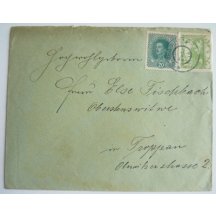 Hochwohlgeboren
Frau Else Fischbach
Oberstenswitwe
in Troppau